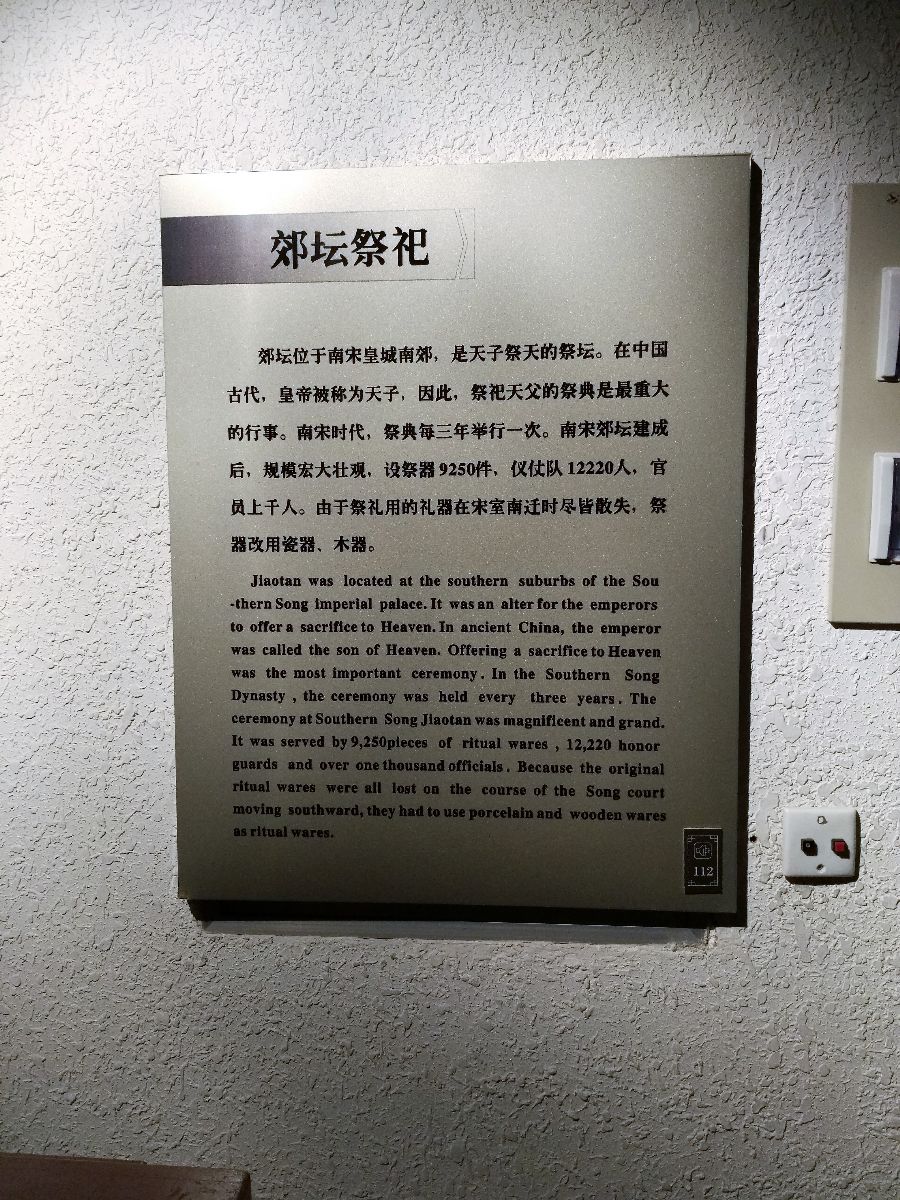 郊坛祭祀
郊坛位于南宋皇城南郊，是天子祭天的祭坛。在中国
古代，皇帝被称为天子，因此，祭祀天父的祭典是最重大
的行事。南宋时代，祭典每三年举行一次。南宋郊坛建成
后，规模宏大壮观，设祭器9250件，仪仗队12220人，官
员上千人。由于祭礼用的礼器在宋室南迁时尽皆散失，祭
器改用瓷器、木器。
Jiaotan was located at the southern suburbs of the Sou
-thern Song imperial palace. It was an alter for the emperors
to offer a sacrifice to Heaven. In ancient China, the emperor
was called the son of Heaven. Offering a sacrifice to Heaven
was the most important ceremony. In the Southern Song
Dynasty , the ceremony was held every three years. The
ceremony at Southern Song Jiaotan was magnificent and grand.
It was served by 9,250pieces of ritual wares , 12,220 honor
guards and over one thousand officials. Because the original
ritual wares were all lost on the course of the Song court
moving southward, they had to use porcelain and wooden wares
as ritual wares.
112